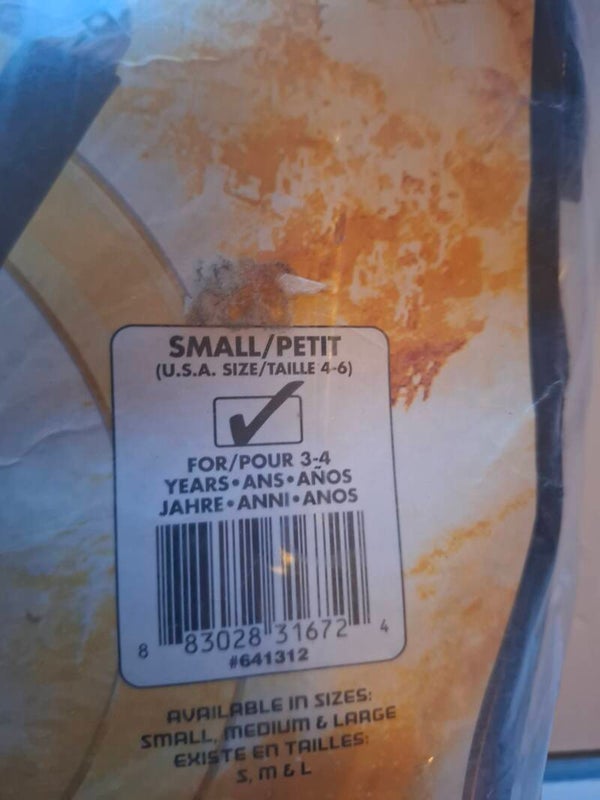 SMALL/PETIT
(U.S.A. SIZE/TAILLE 4-6)
FOR/POUR 3-4
YEARS•ANS•AÑOS
JAHRE•ANNI•ANOS
8 83028 31672 4
#641312
AVAILABLE IN SIZES:
SMALL, MEDIUM & LARGE
EXISTE EN TAILLES:
S, M & L